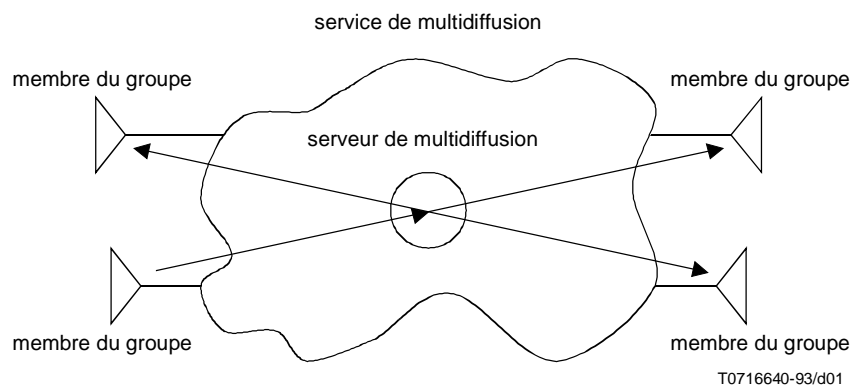 service de multidiffusion
membre du groupe
membre du groupe
serveur de multidiffusion
membre du groupe
membre du groupe
T0716640-93/d01